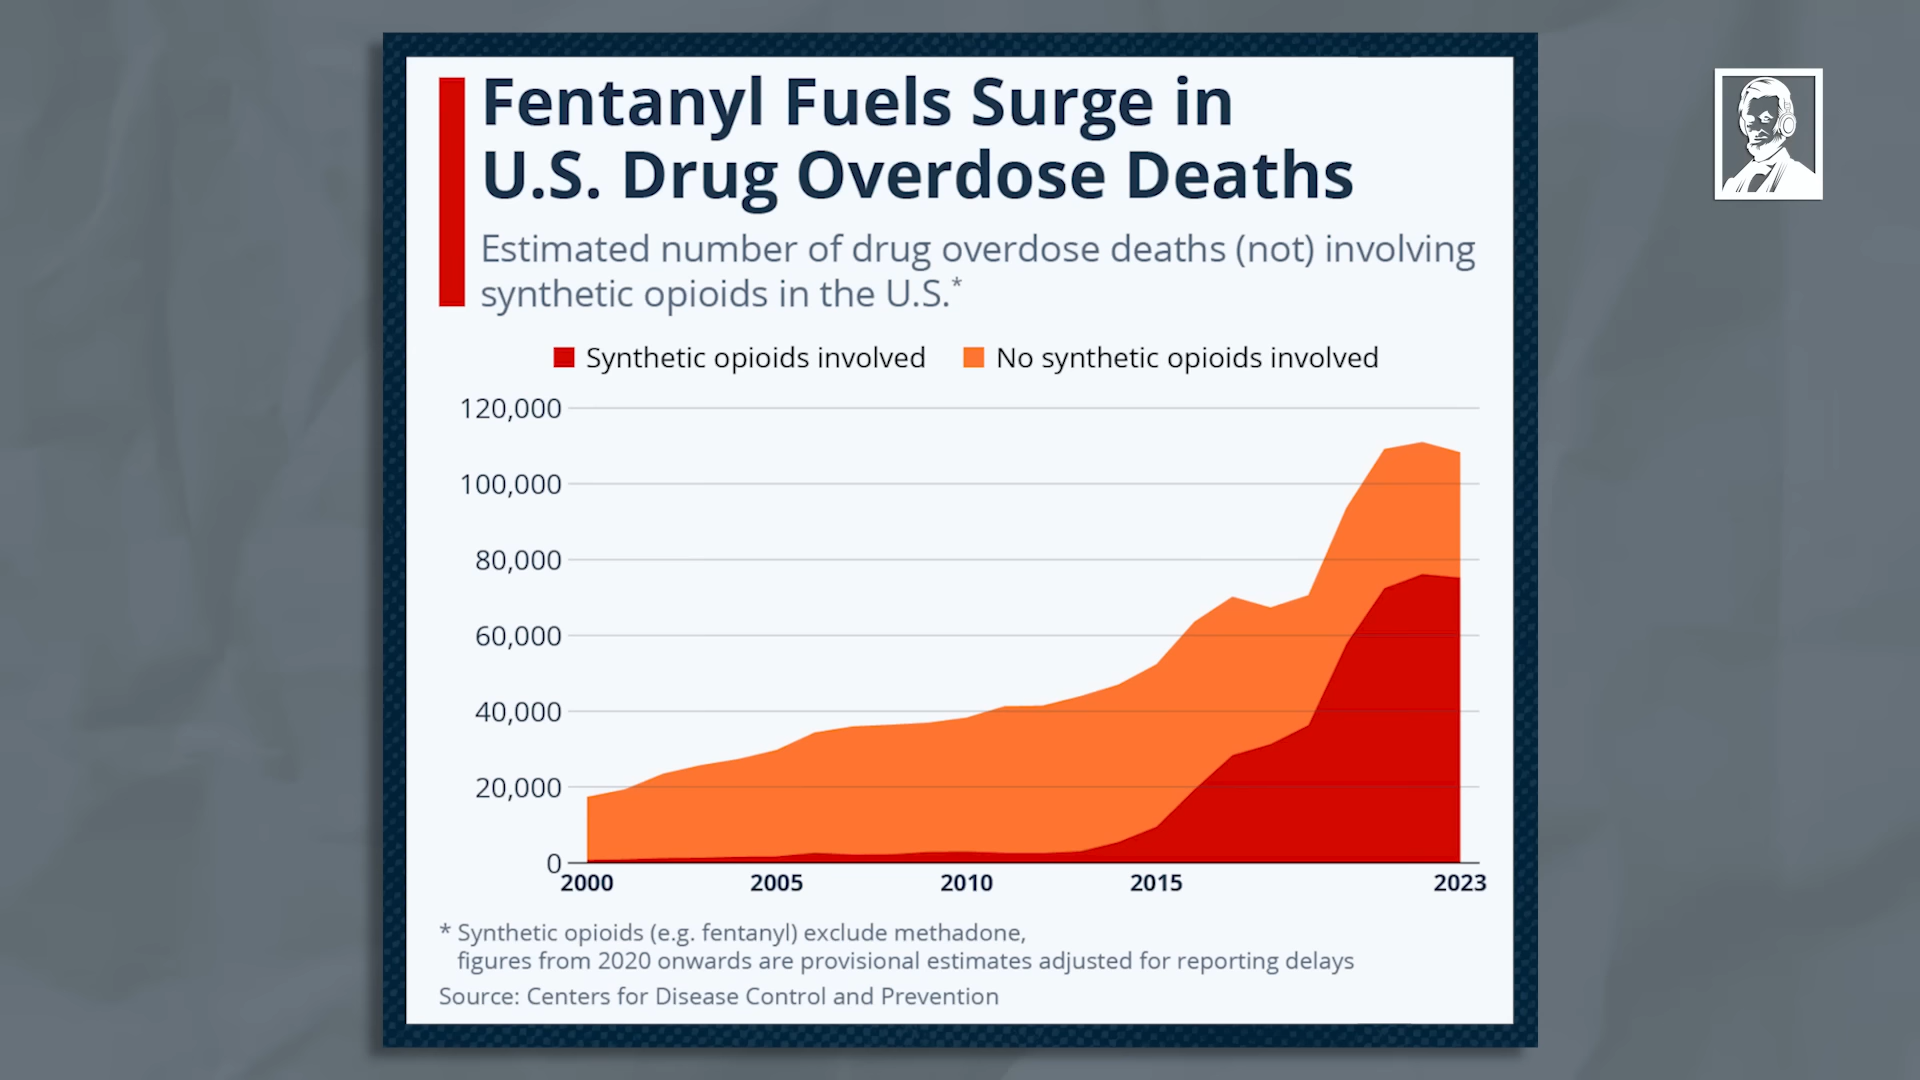 Fentanyl Fuels Surge in
U.S. Drug Overdose Deaths
Estimated number of drug overdose deaths (not) involving
synthetic opioids in the U.S.*
Synthetic opioids involved
No synthetic opioids involved
120,000
100,000
80,000
60,000
40,000
20,000
0
2000 2005 2010 2015 2023
* Synthetic opioids (e.g. fentanyl) exclude methadone,
figures from 2020 onwards are provisional estimates adjusted for reporting delays
Source: Centers for Disease Control and Prevention